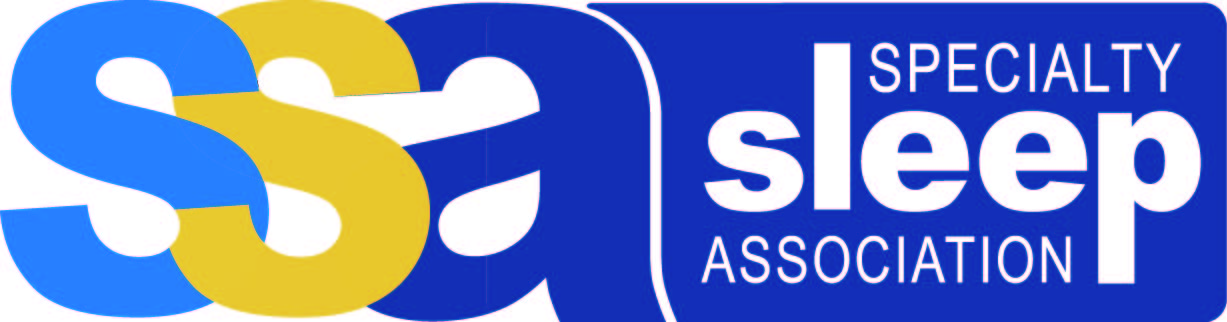 ssa
SPECIALTY
sleep
ASSOCIATION